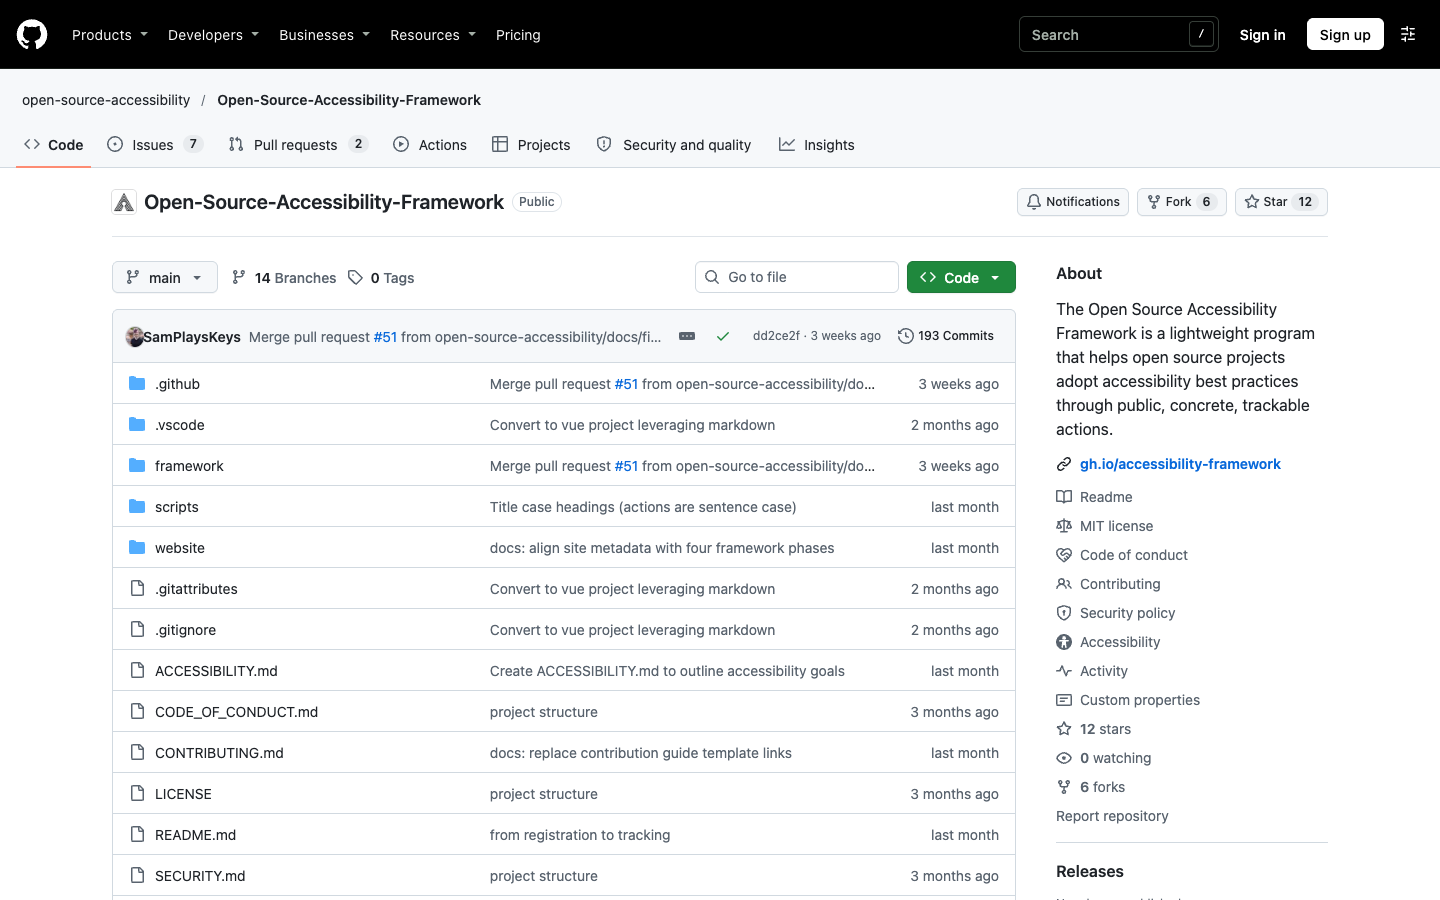 Products Developers Businesses Resources Pricing Search / Sign in Sign up
open-source-accessibility / Open-Source-Accessibility-Framework
Code Issues 7 Pull requests 2 Actions Projects Security and quality Insights
Open-Source-Accessibility-Framework Public Notifications Fork 6 Star 12
main 14 Branches 0 Tags Go to file Code
SamPlaysKeys Merge pull request #51 from open-source-accessibility/docs/fi... dd2ce2f · 3 weeks ago 193 Commits
.github Merge pull request #51 from open-source-accessibility/do... 3 weeks ago
.vscode Convert to vue project leveraging markdown 2 months ago
framework Merge pull request #51 from open-source-accessibility/do... 3 weeks ago
scripts Title case headings (actions are sentence case) last month
website docs: align site metadata with four framework phases last month
.gitattributes Convert to vue project leveraging markdown 2 months ago
.gitignore Convert to vue project leveraging markdown 2 months ago
ACCESSIBILITY.md Create ACCESSIBILITY.md to outline accessibility goals last month
CODE_OF_CONDUCT.md project structure 3 months ago
CONTRIBUTING.md docs: replace contribution guide template links last month
LICENSE project structure 3 months ago
README.md from registration to tracking last month
SECURITY.md project structure 3 months ago
About
The Open Source Accessibility
Framework is a lightweight program
that helps open source projects
adopt accessibility best practices
through public, concrete, trackable
actions.
gh.io/accessibility-framework
Readme
MIT license
Code of conduct
Contributing
Security policy
Accessibility
Activity
Custom properties
12 stars
0 watching
6 forks
Report repository
Releases